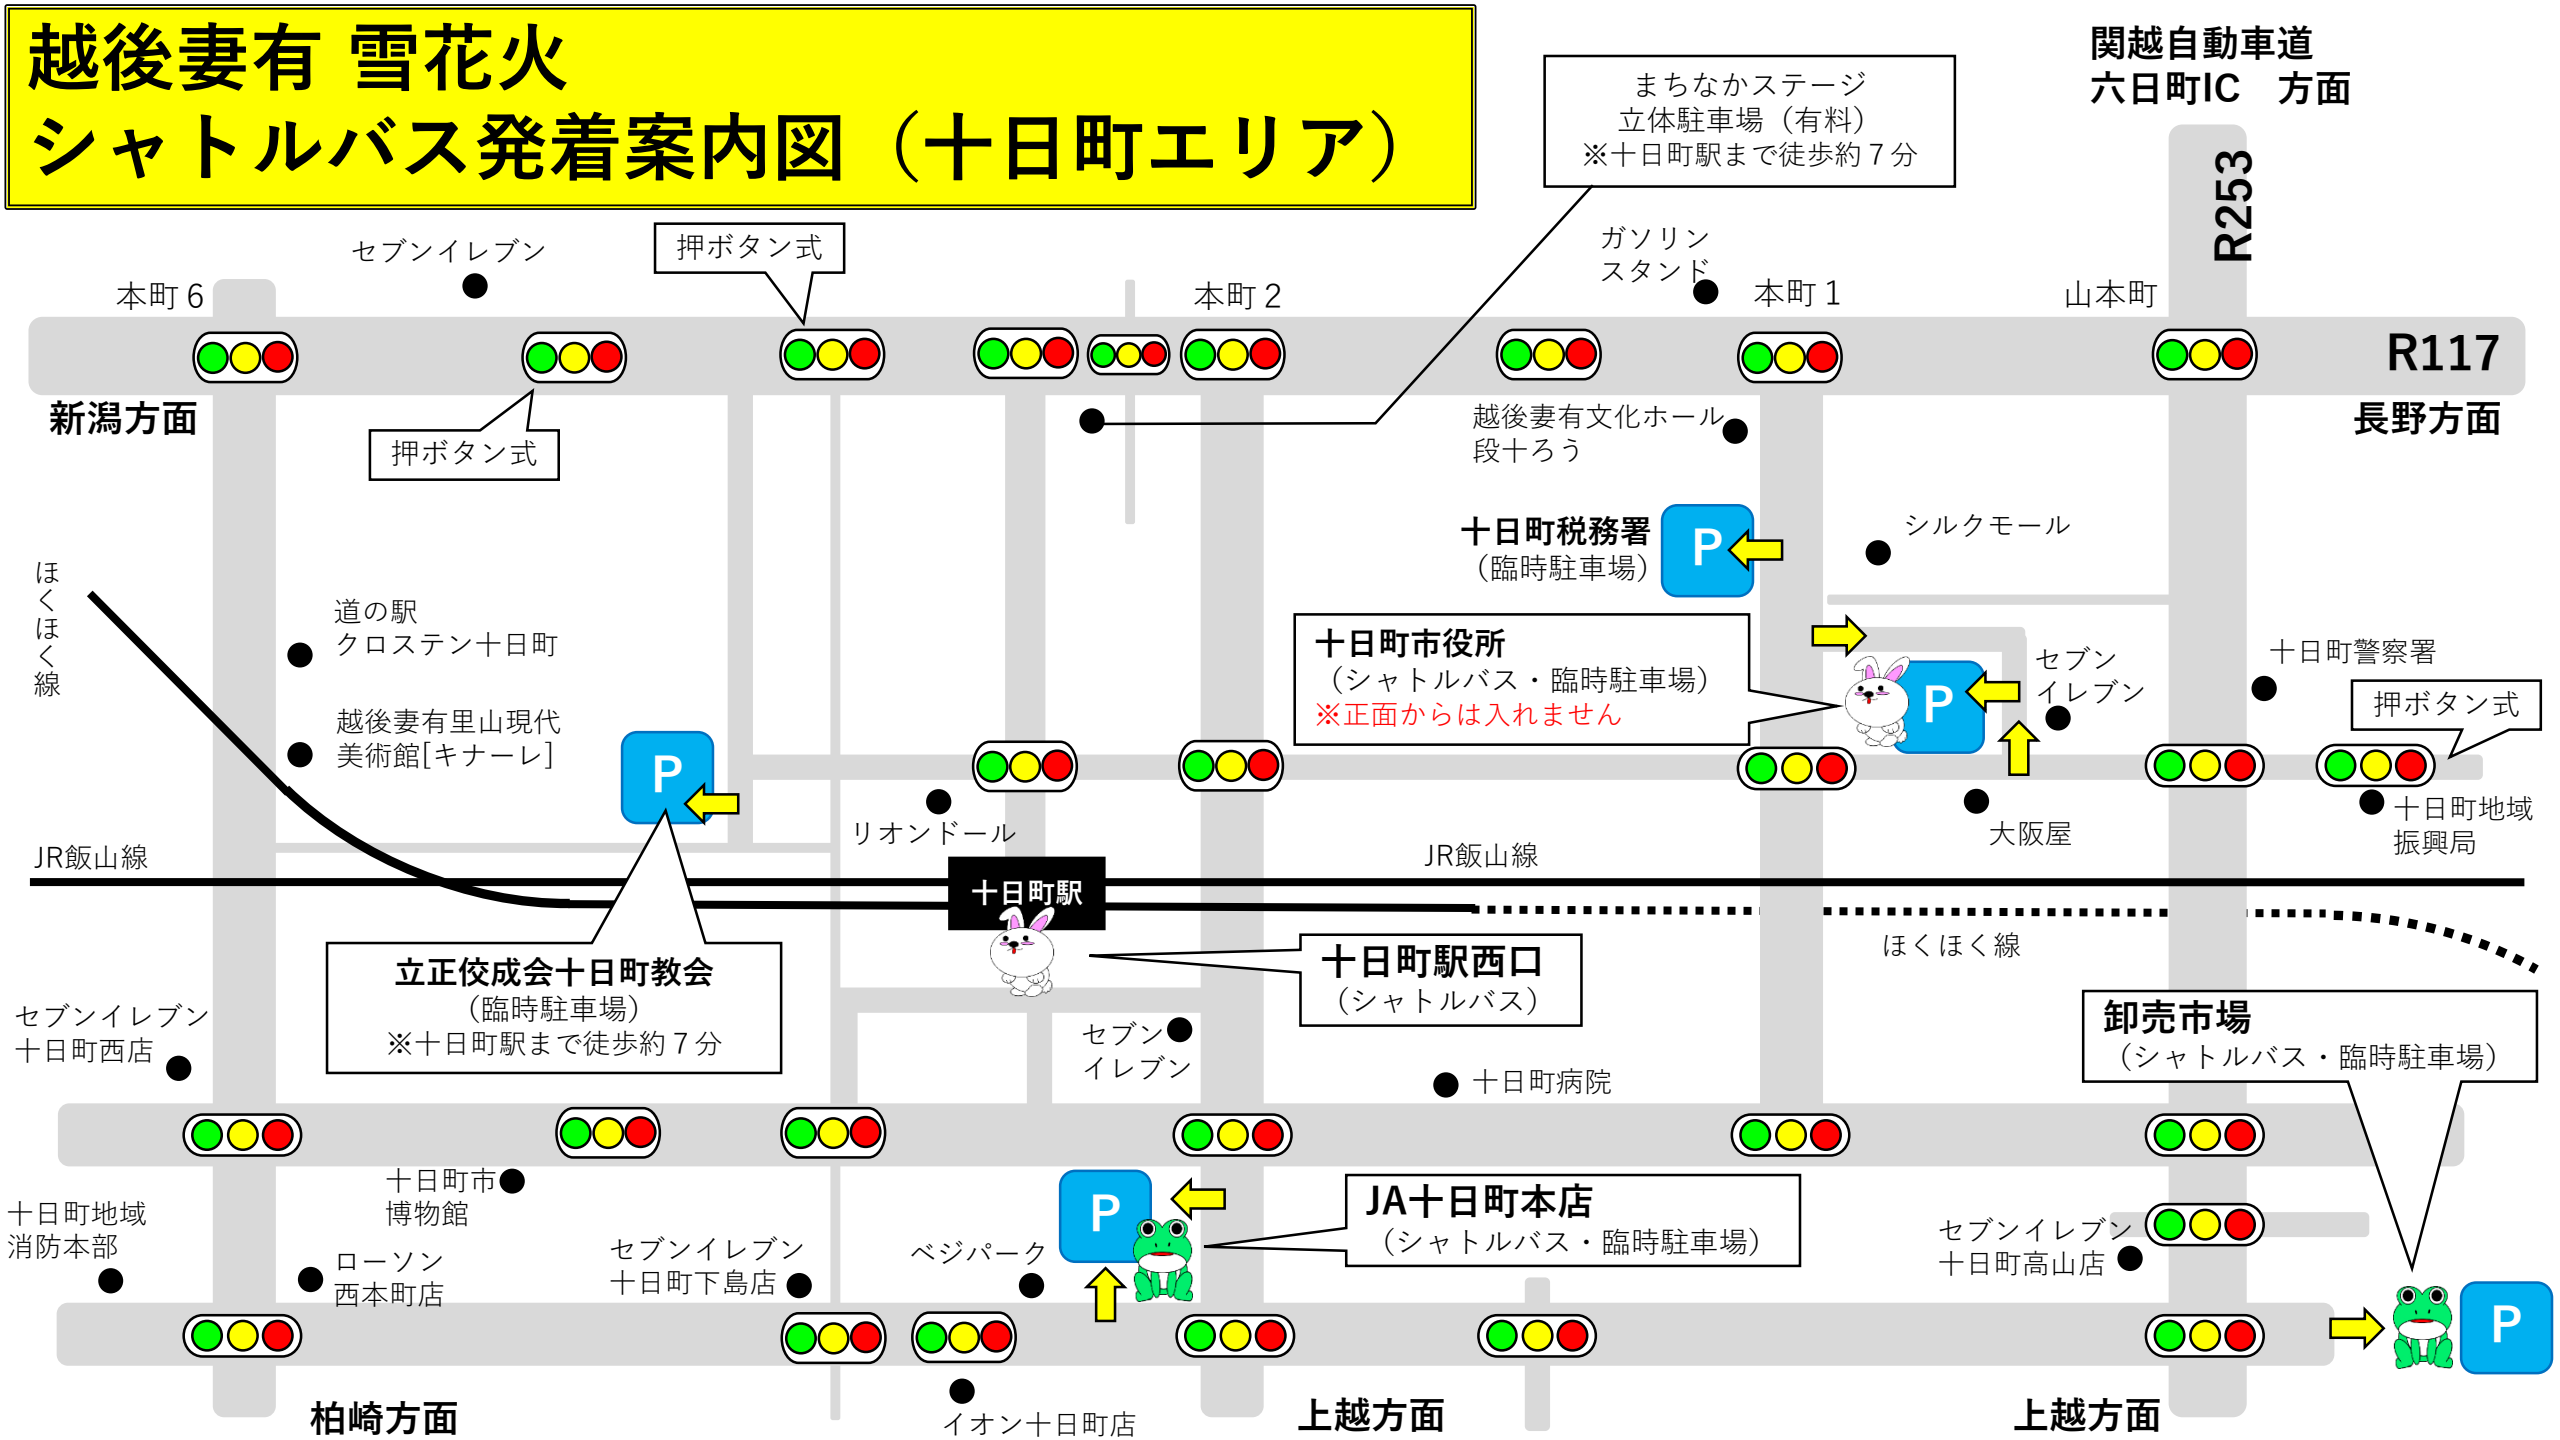 越後妻有 雪花火
シャトルバス発着案内図（十日町エリア）
まちなかステージ
立体駐車場（有料）
※十日町駅まで徒歩約７分
関越自動車道
六日町IC　方面
R253
セブンイレブン
押ボタン式
ガソリン
スタンド
本町６
本町２
本町１
山本町
R117
新潟方面
長野方面
押ボタン式
越後妻有文化ホール
段十ろう
十日町税務署
（臨時駐車場）
P
シルクモール
ほくほく線
道の駅
クロステン十日町
十日町市役所
（シャトルバス・臨時駐車場）
※正面からは入れません
P
セブン
イレブン
十日町警察署
押ボタン式
越後妻有里山現代
美術館[キナーレ]
P
リオンドール
大阪屋
十日町地域
振興局
JR飯山線
JR飯山線
十日町駅
ほくほく線
立正佼成会十日町教会
（臨時駐車場）
※十日町駅まで徒歩約７分
十日町駅西口
（シャトルバス）
セブンイレブン
十日町西店
セブン
イレブン
十日町病院
卸売市場
（シャトルバス・臨時駐車場）
十日町市
博物館
P
JA十日町本店
（シャトルバス・臨時駐車場）
十日町地域
消防本部
ローソン
西本町店
セブンイレブン
十日町下島店
ベジパーク
セブンイレブン
十日町高山店
P
柏崎方面
イオン十日町店
上越方面
上越方面